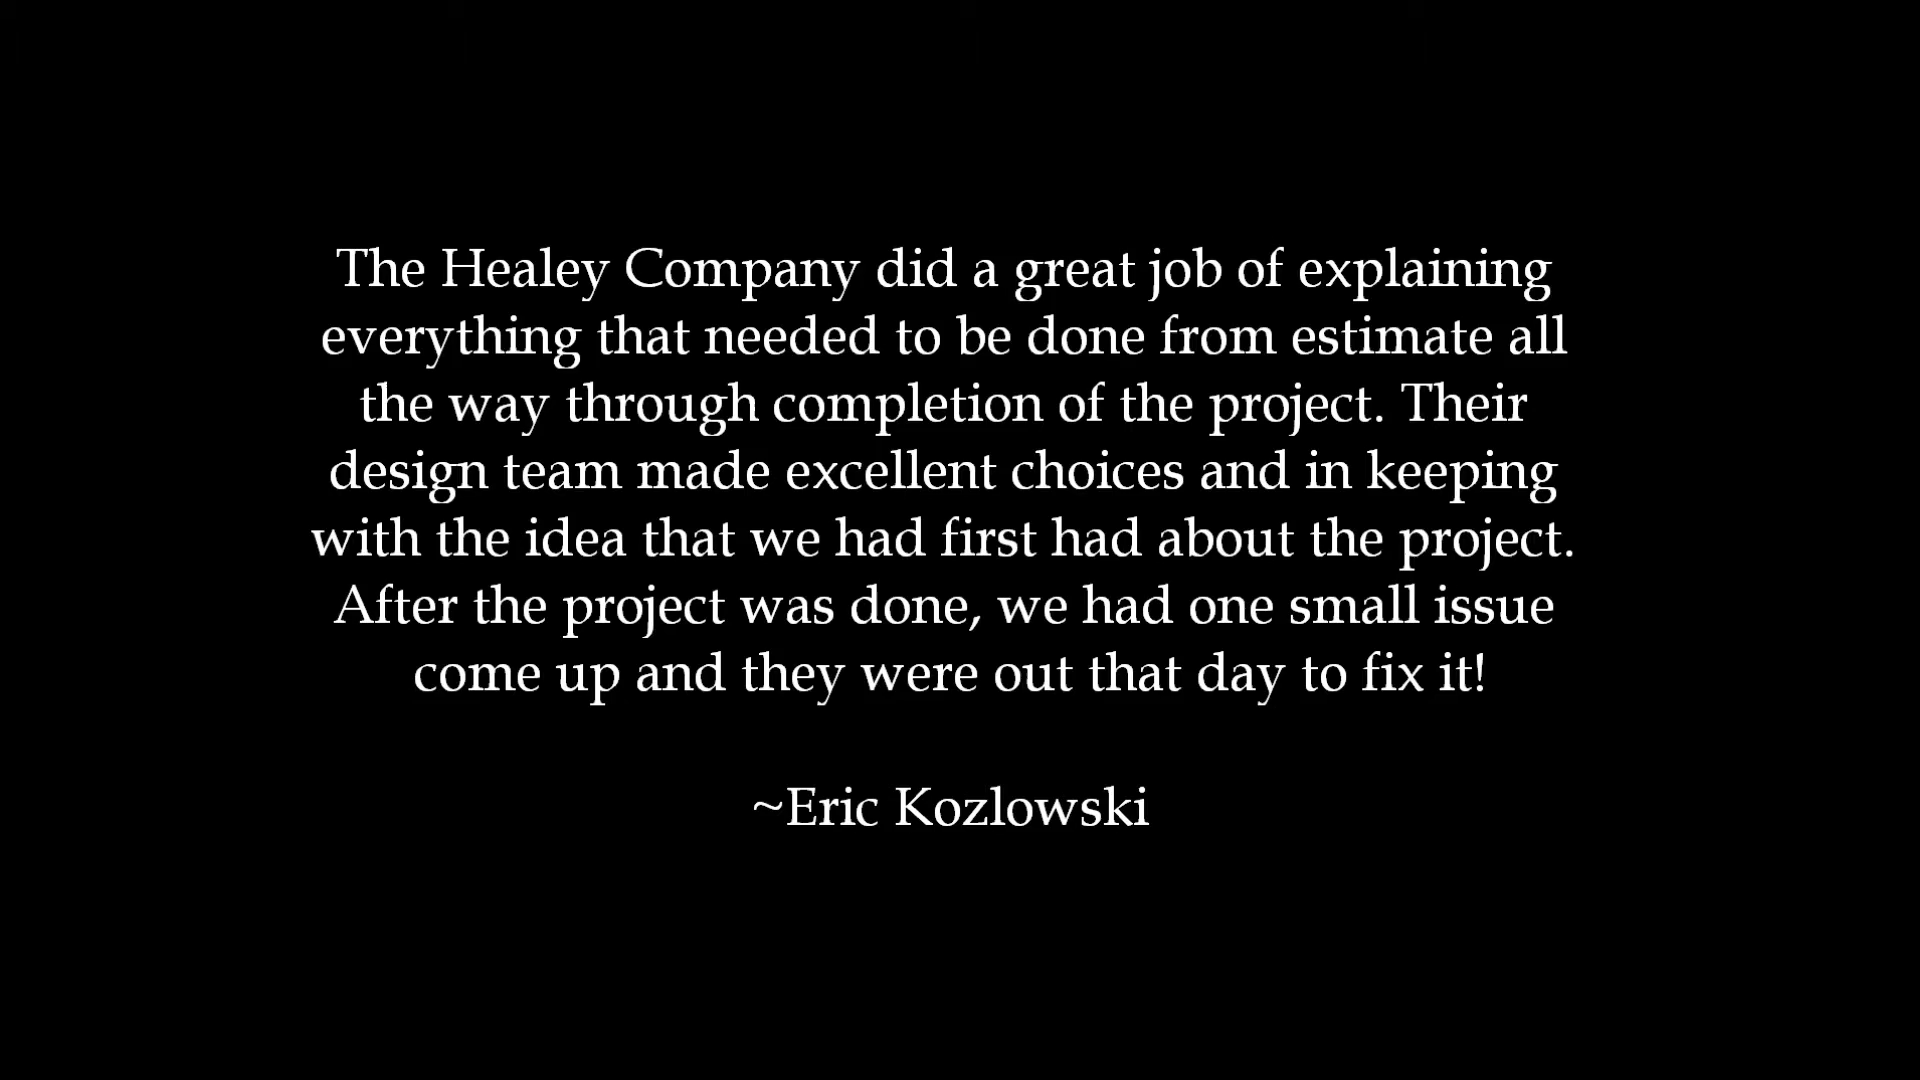 The Healey Company did a great job of explaining
everything that needed to be done from estimate all
the way through completion of the project. Their
design team made excellent choices and in keeping
with the idea that we had first had about the project.
After the project was done, we had one small issue
come up and they were out that day to fix it!
~Eric Kozlowski